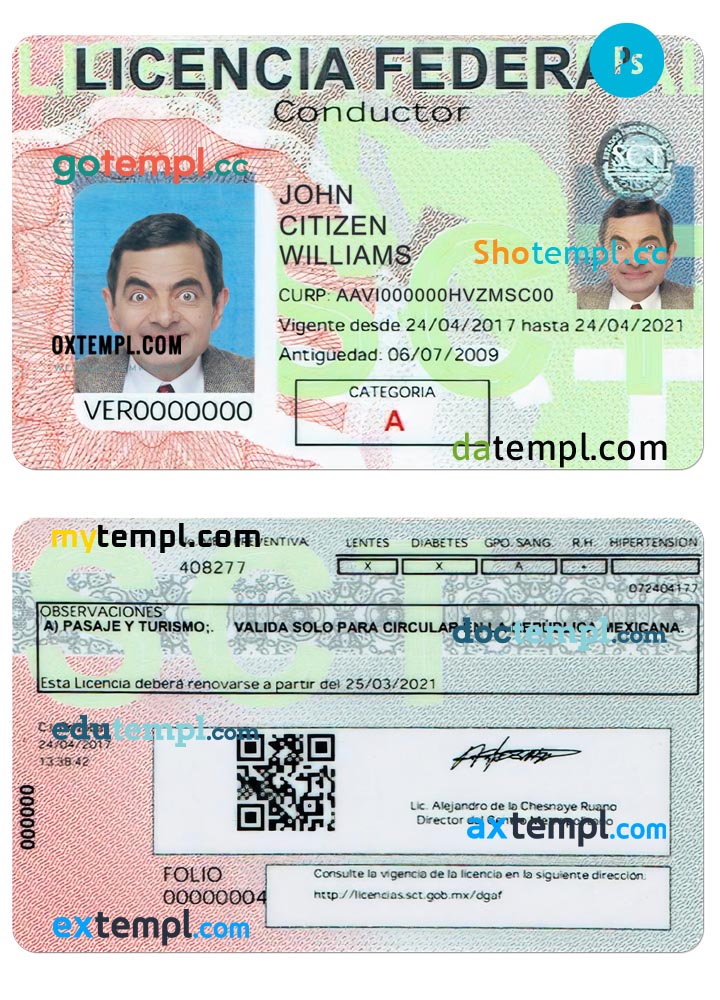 LICENCIA FEDERAL
Ps
Conductor
gotempl.cc
SCT
JOHN
CITIZEN
WILLIAMS
Shotempl.cc
CURP: AAVI000000HVZMSC00
Vigente desde 24/04/2017 hasta 24/04/2021
OXTEMPL.COM
Antigüedad: 06/07/2009
VER0000000
CATEGORIA
A
datempl.com
mytempl.com
PREVENTIVA
LENTES DIABETES GPO. SANG. R.H. HIPERTENSION
408277
X X A +
072404177
OBSERVACIONES
A) PASAJE Y TURISMO;. VALIDA SOLO PARA CIRCULAR EN LA REPÚBLICA MEXICANA.
doctempl.com
Esta Licencia deberá renovarse a partir del 25/03/2021
edutempl.com
24/04/2017
13:38:42
000000
Lic. Alejandro de la Chesnaye Ruano
Director del Centro Metropolitano
axtempl.com
FOLIO
00000004
Consulte la vigencia de la licencia en la siguiente dirección:
http://licencias.sct.gob.mx/dgaf
extempl.com